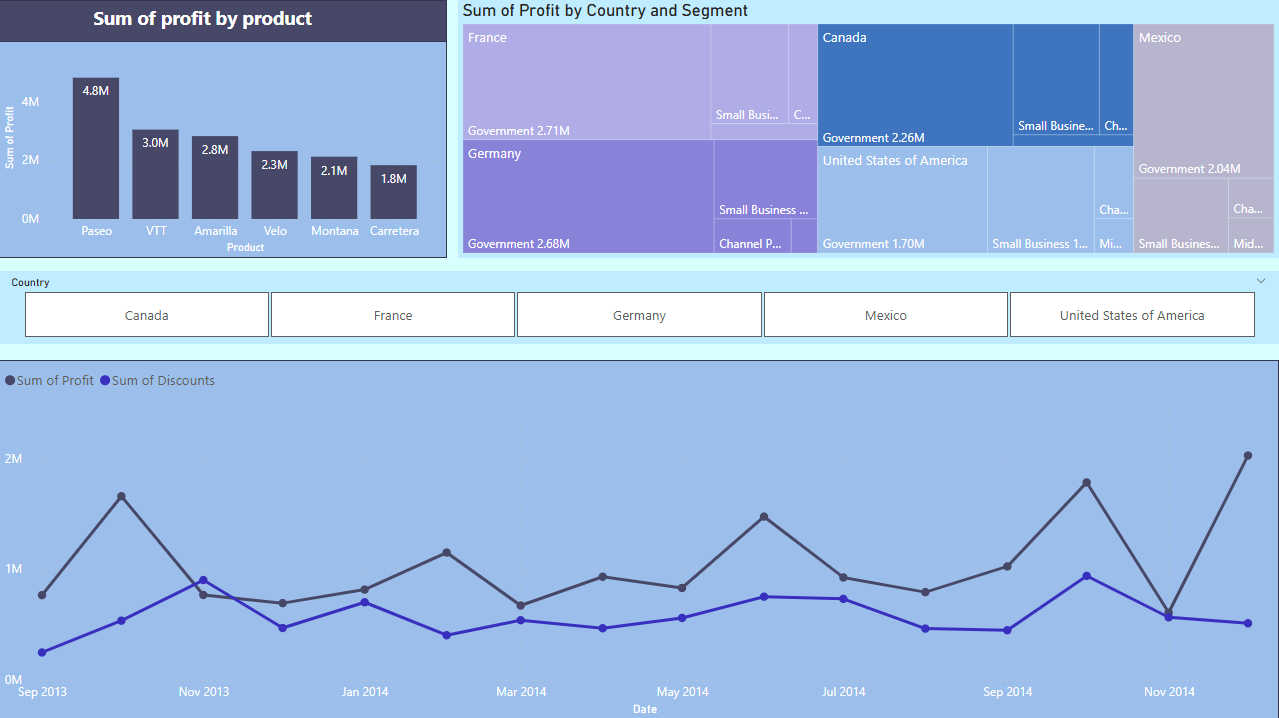 Sum of profit by product
Sum of Profit
4M
2M
0M
4.8M
3.0M
2.8M
2.3M
2.1M
1.8M
Paseo VTT Amarilla Velo Montana Carretera
Product
Sum of Profit by Country and Segment
France
Government 2.71M
Small Busi...
C...
Germany
Government 2.68M
Small Business ...
Channel P...
Canada
Government 2.26M
Small Busine...
Ch...
United States of America
Government 1.70M
Small Business 1...
Cha...
Mi...
Mexico
Government 2.04M
Small Busines...
Cha...
Mid...
Country
Canada France Germany Mexico United States of America
Sum of Profit Sum of Discounts
2M
1M
0M
Sep 2013 Nov 2013 Jan 2014 Mar 2014 May 2014 Jul 2014 Sep 2014 Nov 2014
Date